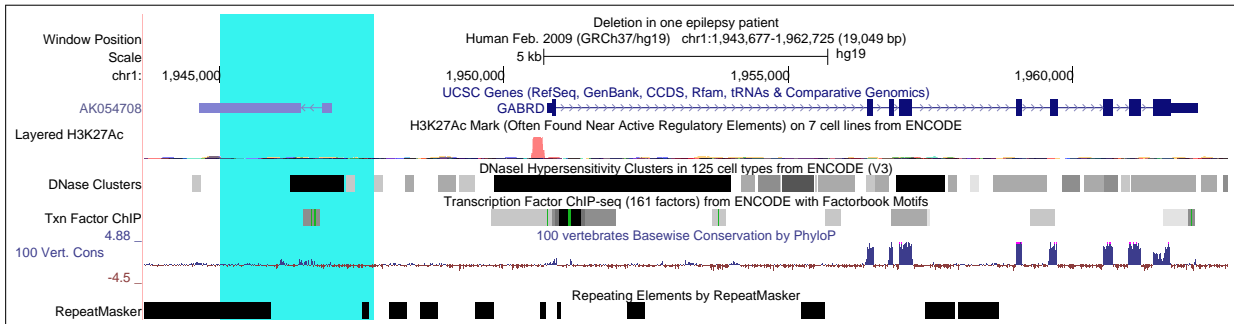 Deletion in one epilepsy patient
Window Position Human Feb. 2009 (GRCh37/hg19) chr1:1,943,677-1,962,725 (19,049 bp)
Scale 5 kb hg19
chr1: 1,945,000 1,950,000 1,955,000 1,960,000
UCSC Genes (RefSeq, GenBank, CCDS, Rfam, tRNAs & Comparative Genomics)
AK054708 GABRD
H3K27Ac Mark (Often Found Near Active Regulatory Elements) on 7 cell lines from ENCODE
Layered H3K27Ac
DNaseI Hypersensitivity Clusters in 125 cell types from ENCODE (V3)
DNase Clusters
Transcription Factor ChIP-seq (161 factors) from ENCODE with Factorbook Motifs
Txn Factor ChIP
4.88
100 vertebrates Basewise Conservation by PhyloP
100 Vert. Cons
-4.5
Repeating Elements by RepeatMasker
RepeatMasker